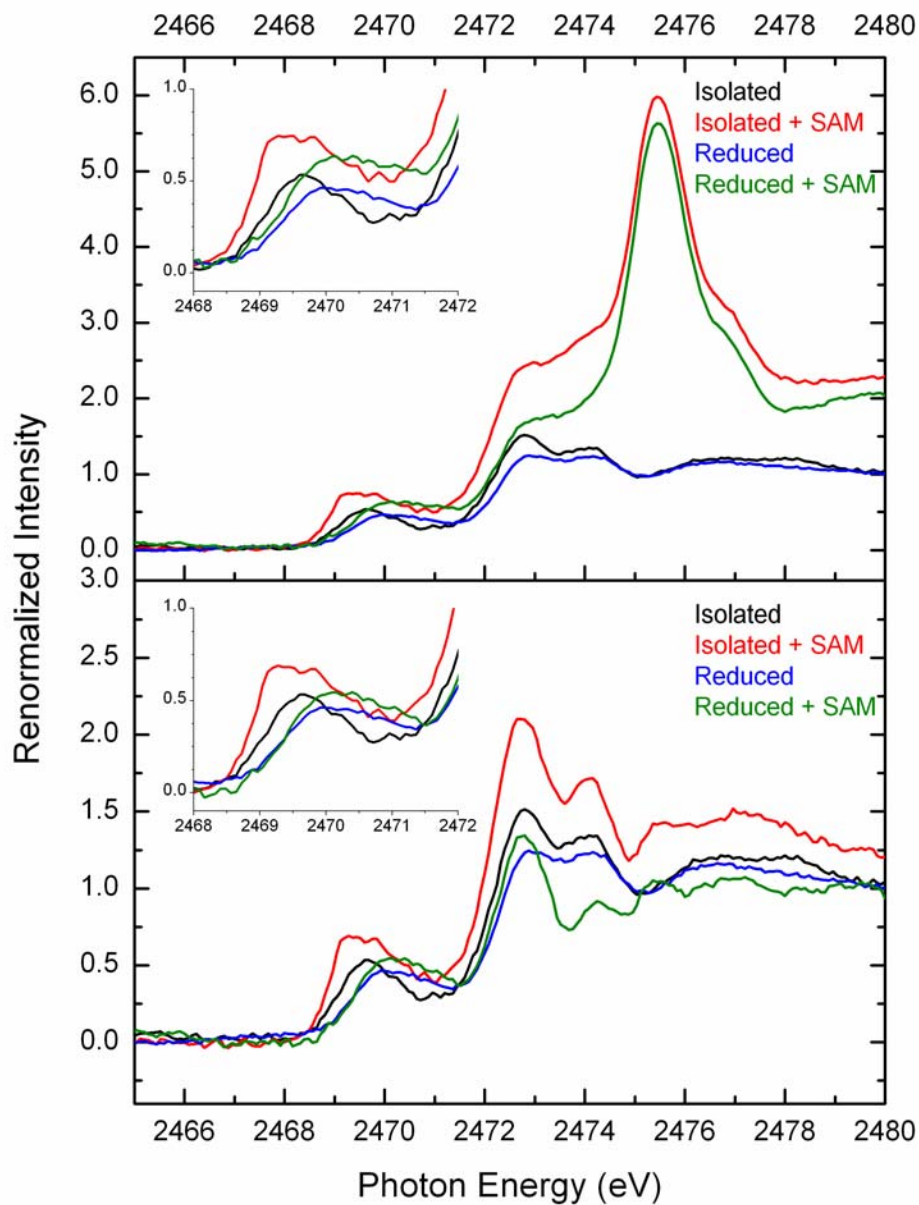 2466 2468 2470 2472 2474 2476 2478 2480
6.0
5.0
4.0
3.0
2.0
1.0
0.0
1.0
0.5
0.0
2468 2469 2470 2471 2472
Isolated
Isolated + SAM
Reduced
Reduced + SAM
Renormalized Intensity
3.0
2.5
2.0
1.5
1.0
0.5
0.0
1.0
0.5
0.0
2468 2469 2470 2471 2472
Isolated
Isolated + SAM
Reduced
Reduced + SAM
2466 2468 2470 2472 2474 2476 2478 2480
Photon Energy (eV)